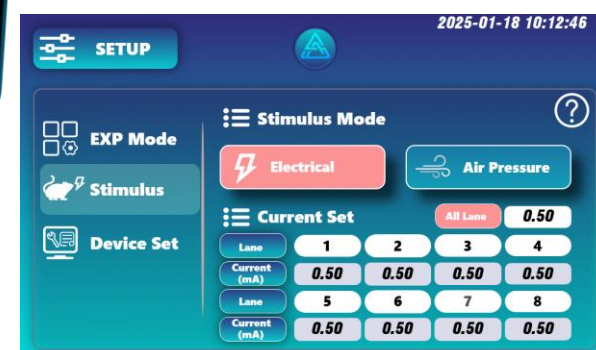 2025-01-18 10:12:46
SETUP
EXP Mode
Stimulus
Device Set
Stimulus Mode
?
Electrical
Air Pressure
Current Set
All Lane 0.50
Lane 1 2 3 4
Current (mA) 0.50 0.50 0.50 0.50
Lane 5 6 7 8
Current (mA) 0.50 0.50 0.50 0.50